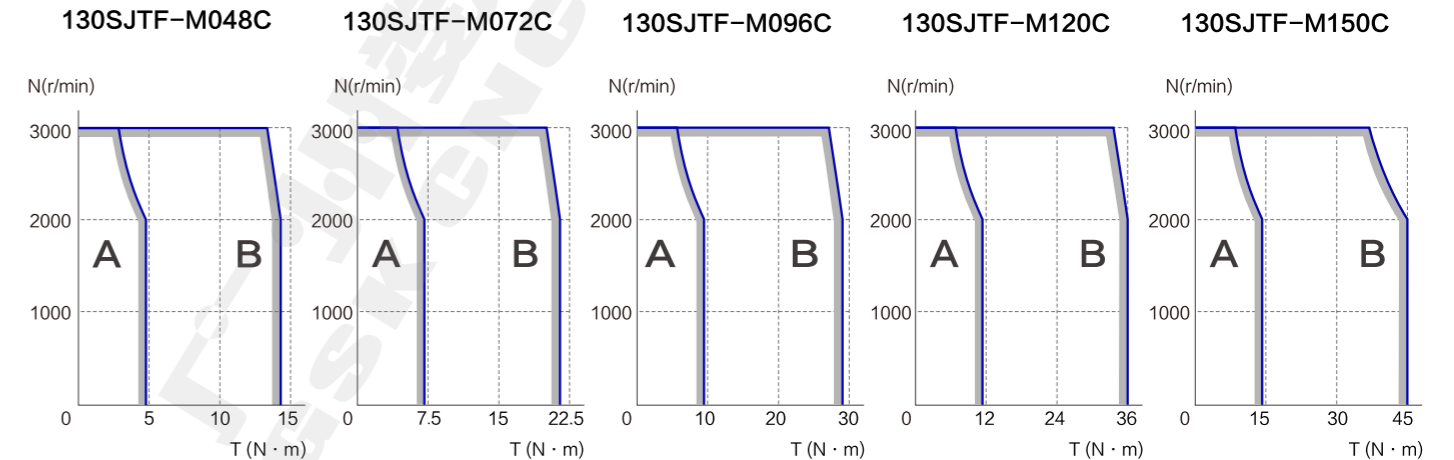 130SJTF-M048C
130SJTF-M072C
130SJTF-M096C
130SJTF-M120C
130SJTF-M150C
N(r/min)
3000
2000
1000
A
B
0
5
10
15
T (N · m)
N(r/min)
3000
2000
1000
A
B
0
7.5
15
22.5
T (N · m)
N(r/min)
3000
2000
1000
A
B
0
10
20
30
T (N · m)
N(r/min)
3000
2000
1000
A
B
0
12
24
36
T (N · m)
N(r/min)
3000
2000
1000
A
B
0
15
30
45
T (N · m)